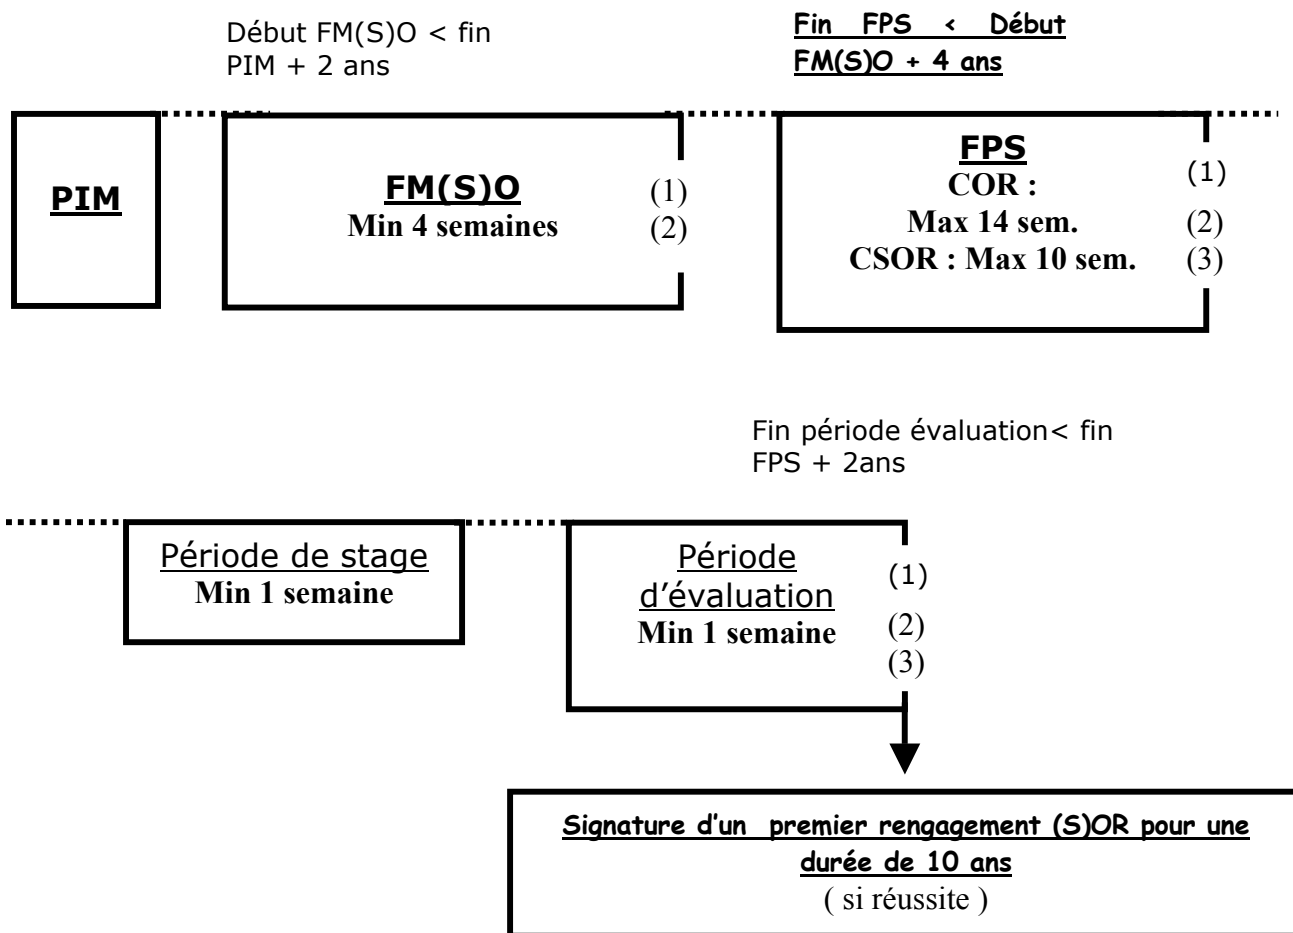 Début FM(S)O < fin
PIM + 2 ans
Fin FPS < Début
FM(S)O + 4 ans
PIM
FM(S)O
Min 4 semaines
(1)
(2)
FPS
COR :
Max 14 sem.
CSOR : Max 10 sem.
(1)
(2)
(3)
Fin période évaluation< fin
FPS + 2ans
Période de stage
Min 1 semaine
Période
d’évaluation
Min 1 semaine
(1)
(2)
(3)
Signature d’un premier rengagement (S)OR pour une
durée de 10 ans
( si réussite )